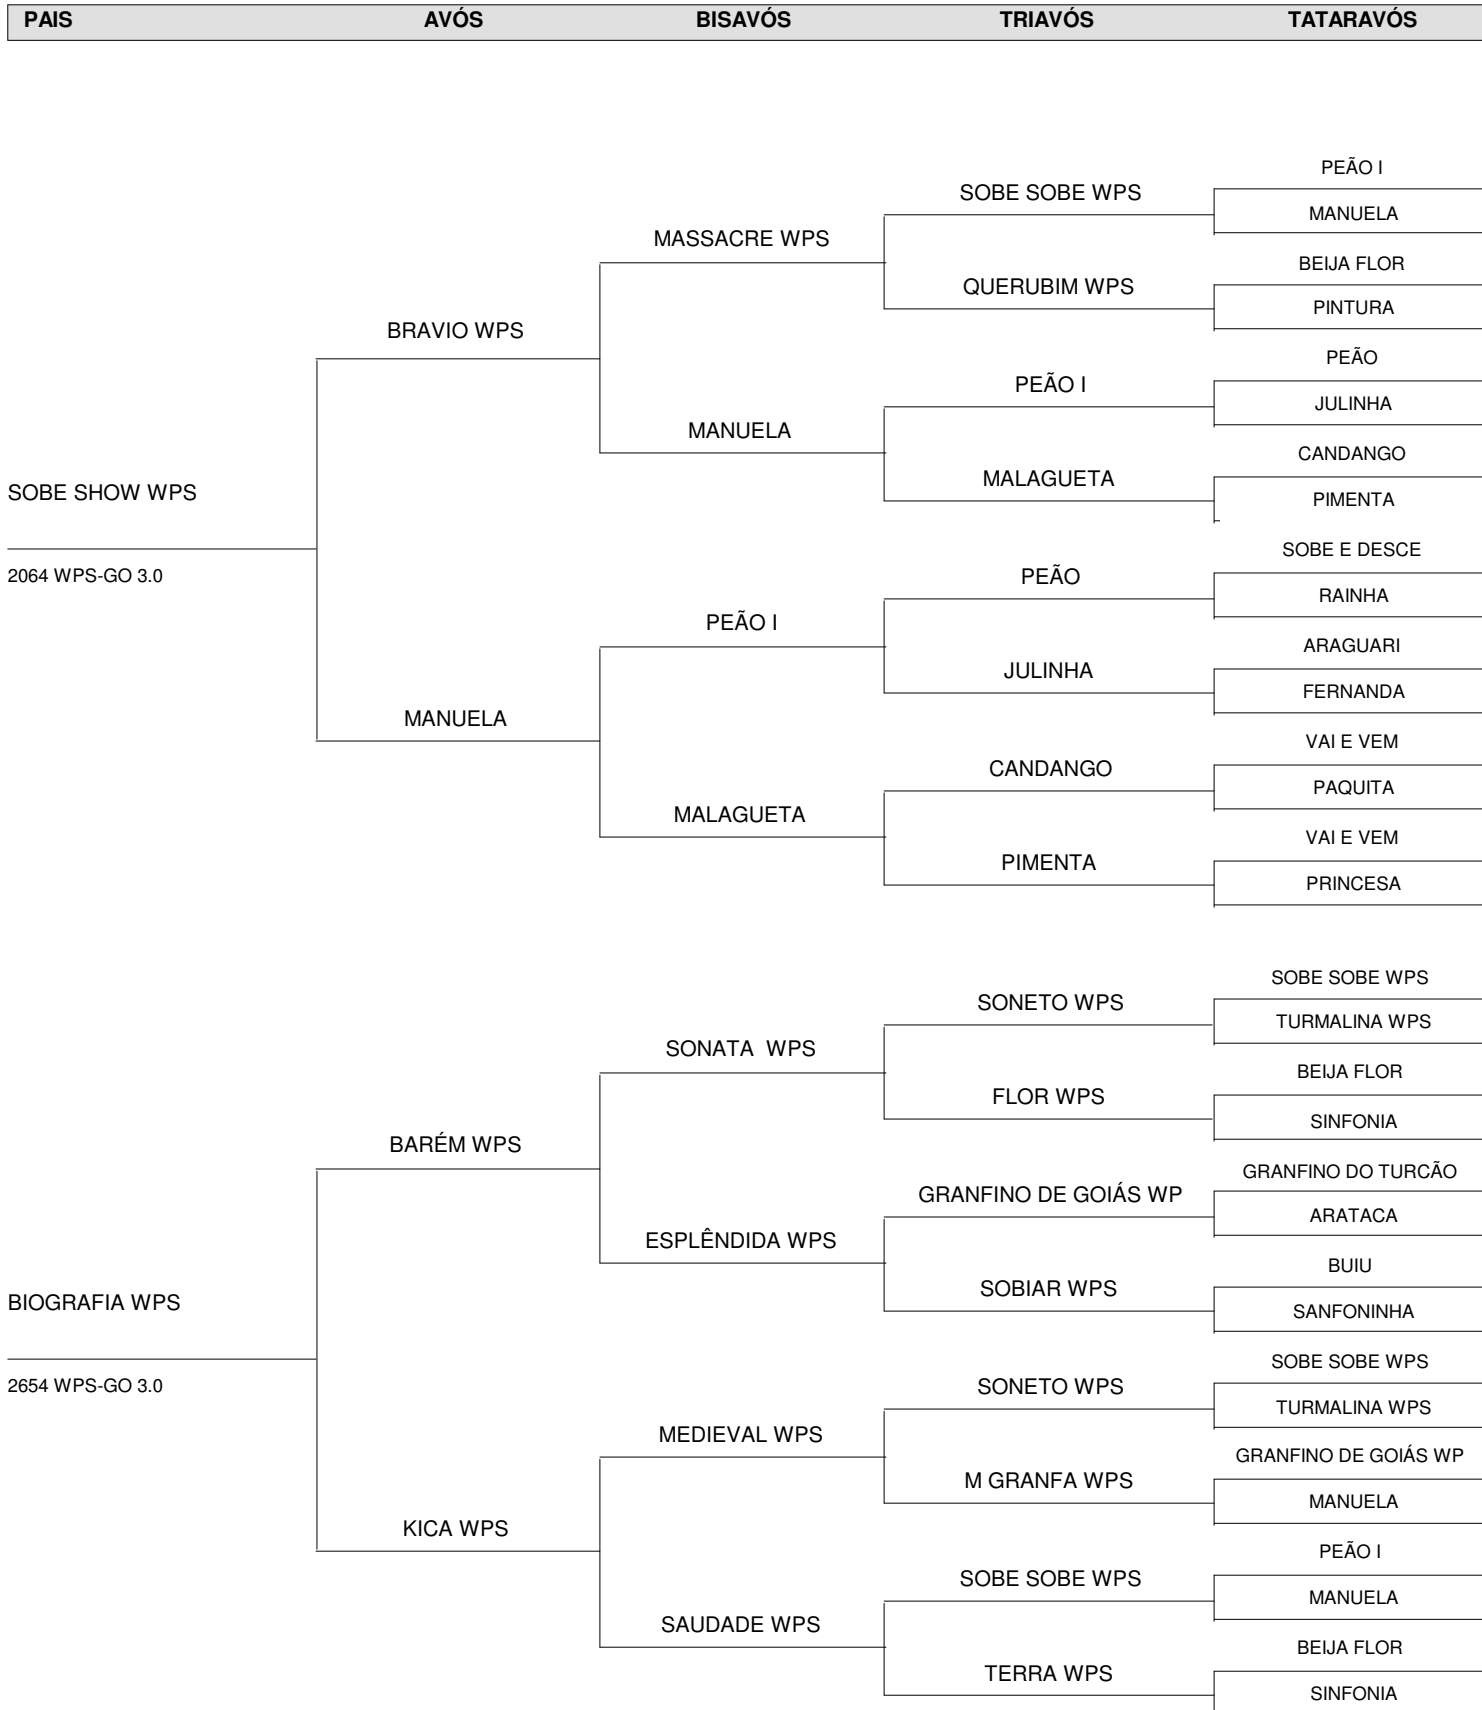 PAIS AVÓS BISAVÓS TRIAVÓS TATARAVÓS
PEÃO I
SOBE SOBE WPS
MANUELA
MASSACRE WPS
BEIJA FLOR
QUERUBIM WPS
PINTURA
BRAVIO WPS
PEÃO
PEÃO I
JULINHA
MANUELA
CANDANGO
MALAGUETA
SOBE SHOW WPS
PIMENTA
SOBE E DESCE
2064 WPS-GO 3.0
PEÃO
RAINHA
PEÃO I
ARAGUARI
JULINHA
FERNANDA
MANUELA
VAI E VEM
CANDANGO
PAQUITA
MALAGUETA
VAI E VEM
PIMENTA
PRINCESA
SOBE SOBE WPS
SONETO WPS
TURMALINA WPS
SONATA  WPS
BEIJA FLOR
FLOR WPS
SINFONIA
BARÉM WPS
GRANFINO DO TURCÃO
GRANFINO DE GOIÁS WP
ARATACA
ESPLÊNDIDA WPS
BUIU
SOBIAR WPS
BIOGRAFIA WPS
SANFONINHA
SOBE SOBE WPS
2654 WPS-GO 3.0
SONETO WPS
TURMALINA WPS
MEDIEVAL WPS
GRANFINO DE GOIÁS WP
M GRANFA WPS
MANUELA
KICA WPS
PEÃO I
SOBE SOBE WPS
MANUELA
SAUDADE WPS
BEIJA FLOR
TERRA WPS
SINFONIA